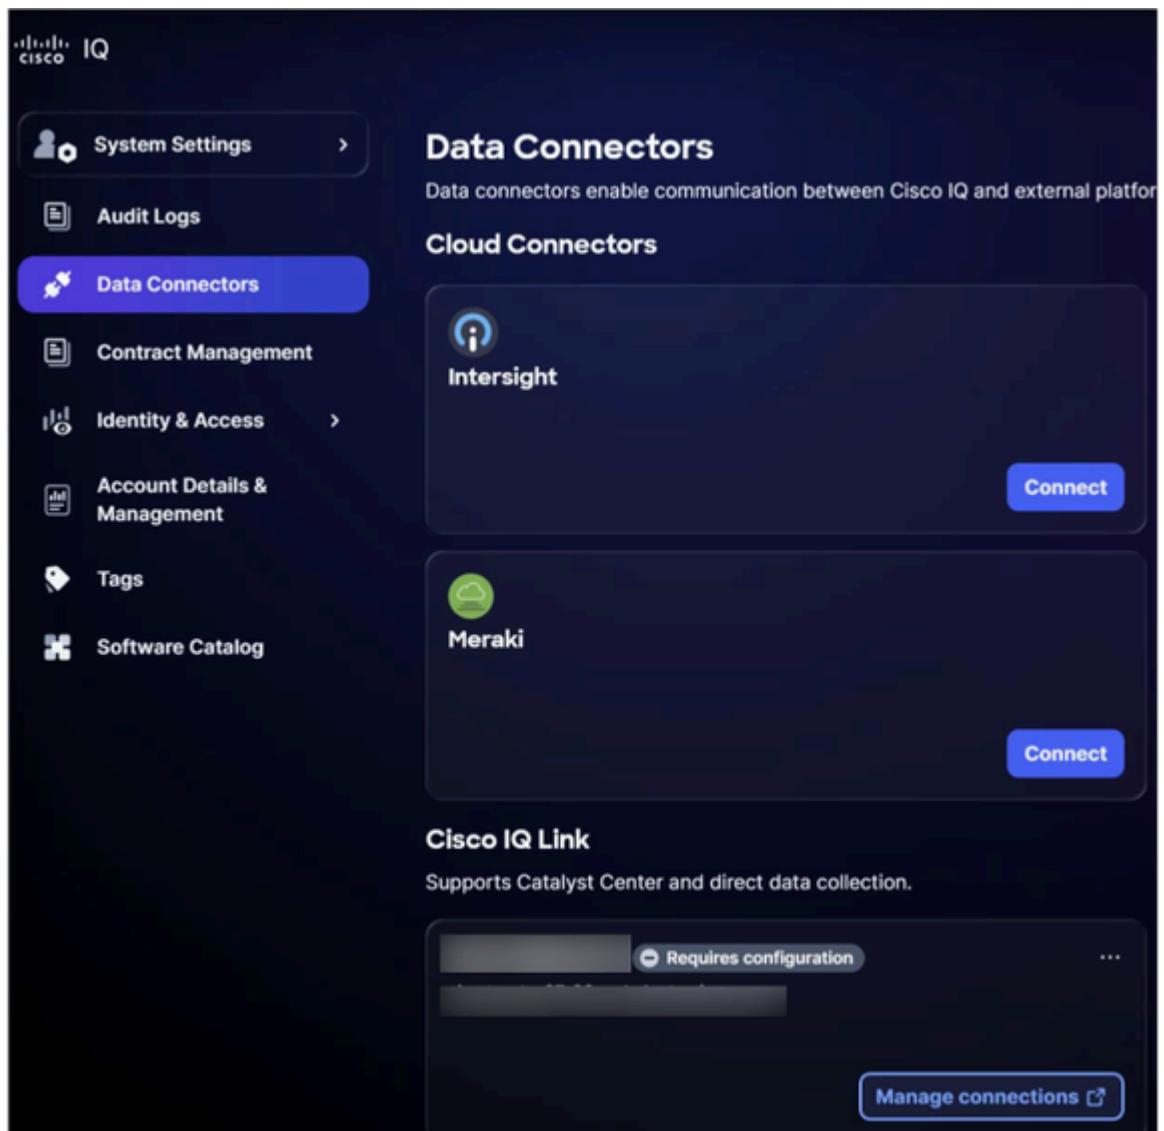 cisco IQ
System Settings
Audit Logs
Data Connectors
Contract Management
Identity & Access
Account Details &
Management
Tags
Software Catalog
Data Connectors
Data connectors enable communication between Cisco IQ and external platfor
Cloud Connectors
Intersight
Connect
Meraki
Connect
Cisco IQ Link
Supports Catalyst Center and direct data collection.
Requires configuration
Manage connections